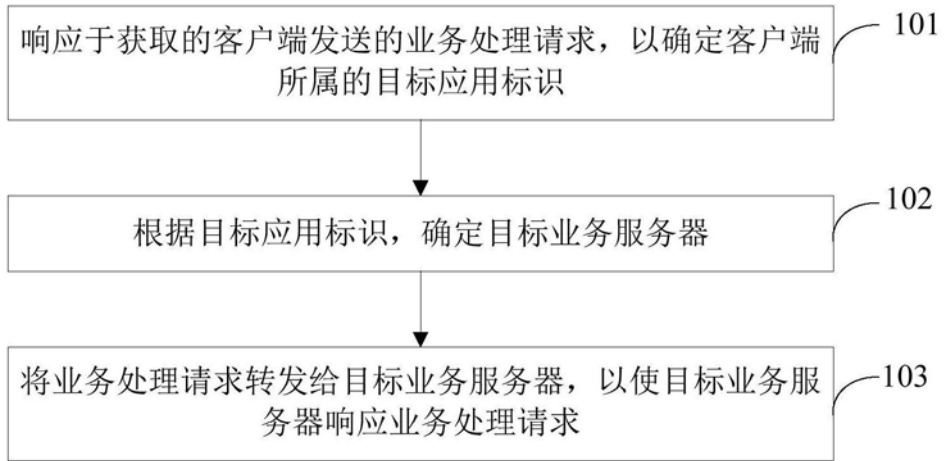 响应于获取的客户端发送的业务处理请求，以确定客户端
所属的目标应用标识
101
根据目标应用标识，确定目标业务服务器
102
将业务处理请求转发给目标业务服务器，以使目标业务服
务器响应业务处理请求
103